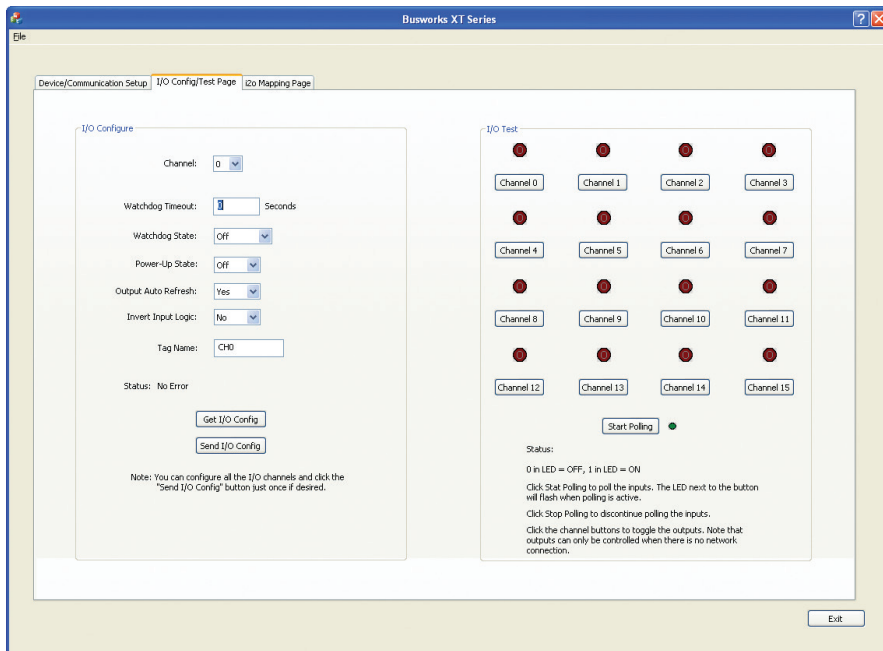 Busworks XT Series
File
Device/Communication Setup
I/O Config/Test Page
i2o Mapping Page
I/O Configure
Channel: 0
Watchdog Timeout: 0 Seconds
Watchdog State: Off
Power-Up State: Off
Output Auto Refresh: Yes
Invert Input Logic: No
Tag Name: CH0
Status: No Error
Get I/O Config
Send I/O Config
Note: You can configure all the I/O channels and click the
"Send I/O Config" button just once if desired.
I/O Test
0 0 0 0
Channel 0 Channel 1 Channel 2 Channel 3
0 0 0 0
Channel 4 Channel 5 Channel 6 Channel 7
0 0 0 0
Channel 8 Channel 9 Channel 10 Channel 11
0 0 0 0
Channel 12 Channel 13 Channel 14 Channel 15
Start Polling
Status:
0 in LED = OFF, 1 in LED = ON
Click Stat Polling to poll the inputs. The LED next to the button
will flash when polling is active.
Click Stop Polling to discontinue polling the inputs.
Click the channel buttons to toggle the outputs. Note that
outputs can only be controlled when there is no network
connection.
Exit